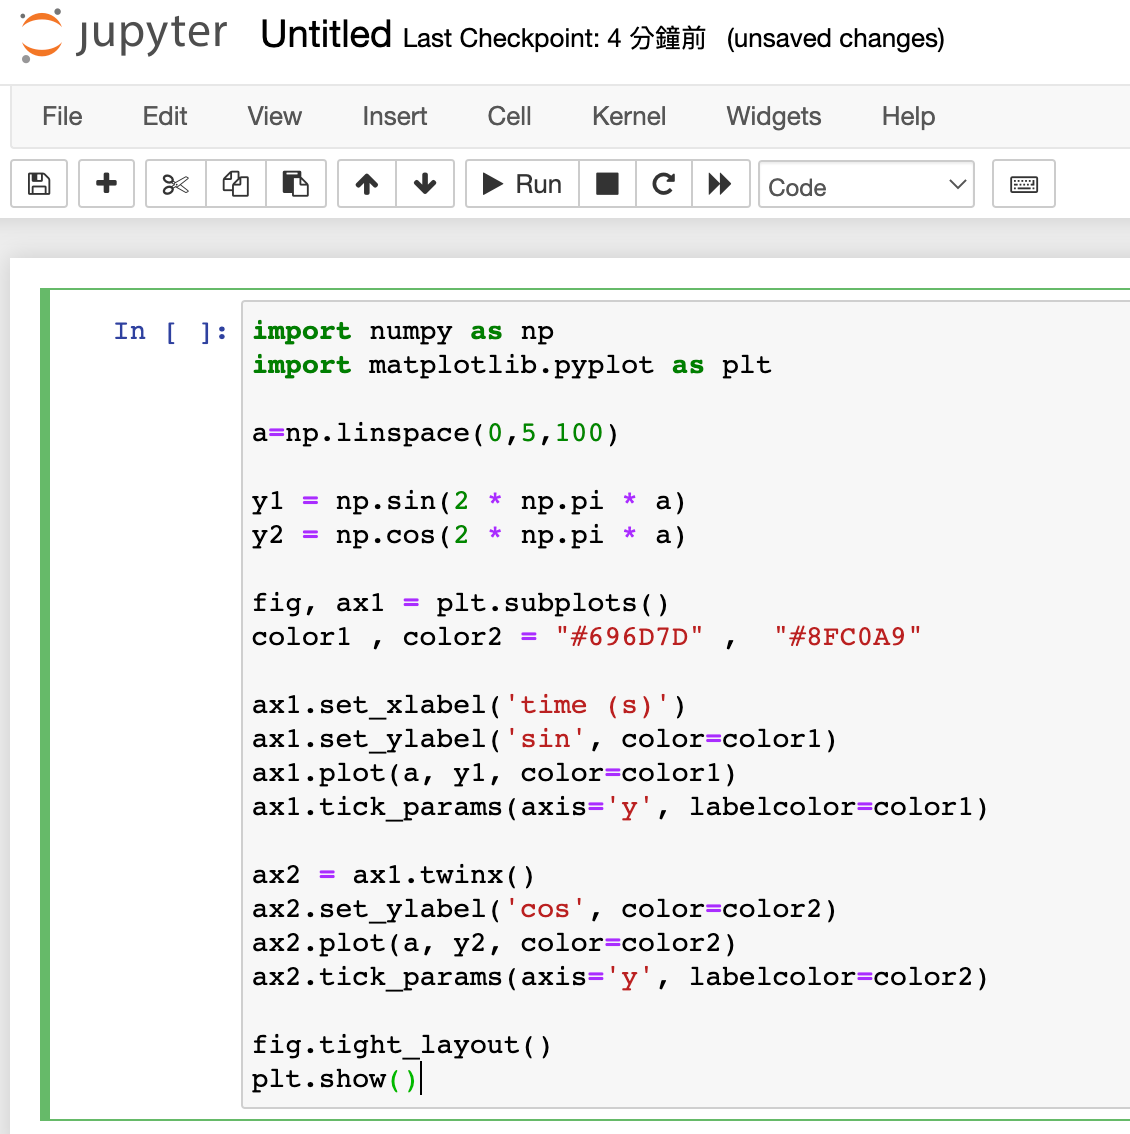 jupyter Untitled Last Checkpoint: 4 分鐘前 (unsaved changes)
File Edit View Insert Cell Kernel Widgets Help
Run Code
In [ ]:
import numpy as np
import matplotlib.pyplot as plt
a=np.linspace(0,5,100)
y1 = np.sin(2 * np.pi * a)
y2 = np.cos(2 * np.pi * a)
fig, ax1 = plt.subplots()
color1 , color2 = "#696D7D" ,  "#8FC0A9"
ax1.set_xlabel('time (s)')
ax1.set_ylabel('sin', color=color1)
ax1.plot(a, y1, color=color1)
ax1.tick_params(axis='y', labelcolor=color1)
ax2 = ax1.twinx()
ax2.set_ylabel('cos', color=color2)
ax2.plot(a, y2, color=color2)
ax2.tick_params(axis='y', labelcolor=color2)
fig.tight_layout()
plt.show()